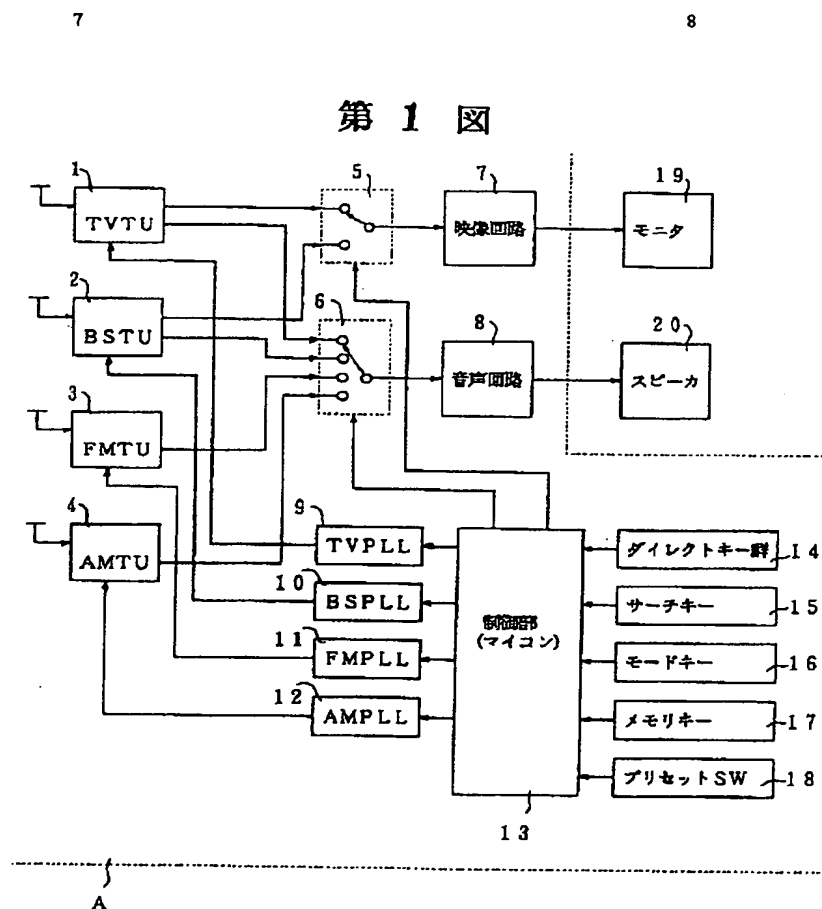 7
8
第 1 図
1
TVTU
2
BSTU
3
FMTU
4
AMTU
5
6
7
映像回路
8
音声回路
19
モニタ
20
スピーカ
9
TVPLL
10
BSPLL
11
FMPLL
12
AMPLL
制御部
(マイコン)
13
ダイレクトキー群
14
サーチキー
15
モードキー
16
メモリキー
17
プリセットSW
18
A